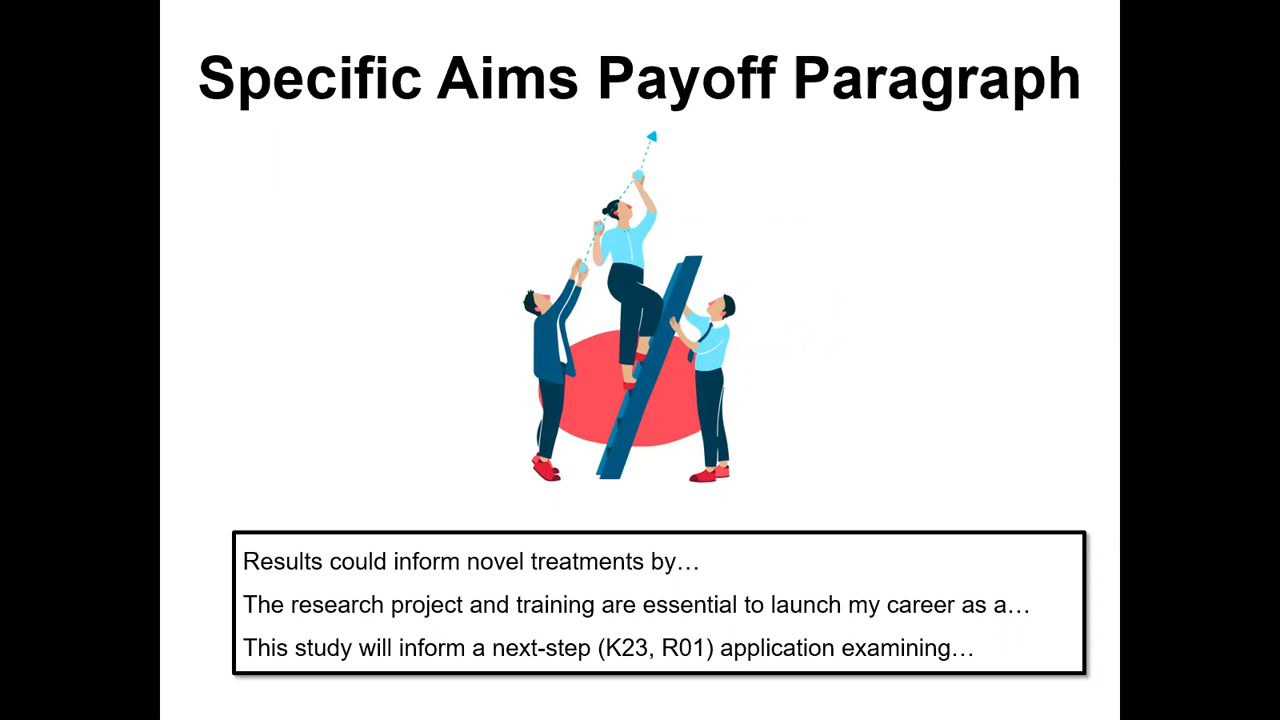 Specific Aims Payoff Paragraph
Results could inform novel treatments by…
The research project and training are essential to launch my career as a…
This study will inform a next-step (K23, R01) application examining…